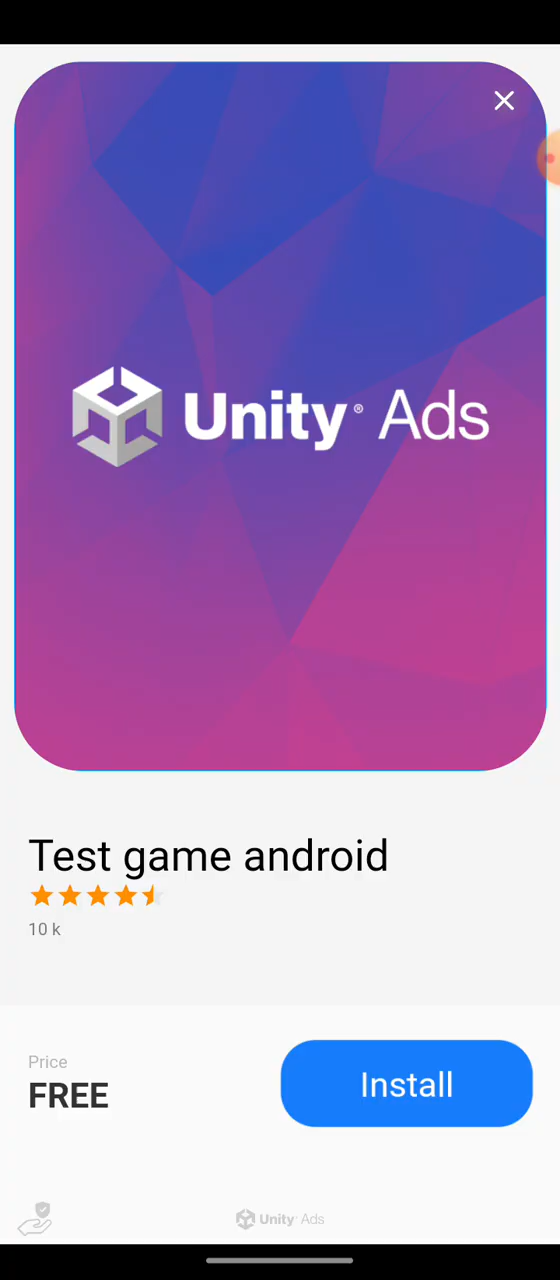 Unity® Ads
Test game android
10 k
Price
FREE
Install
Unity Ads